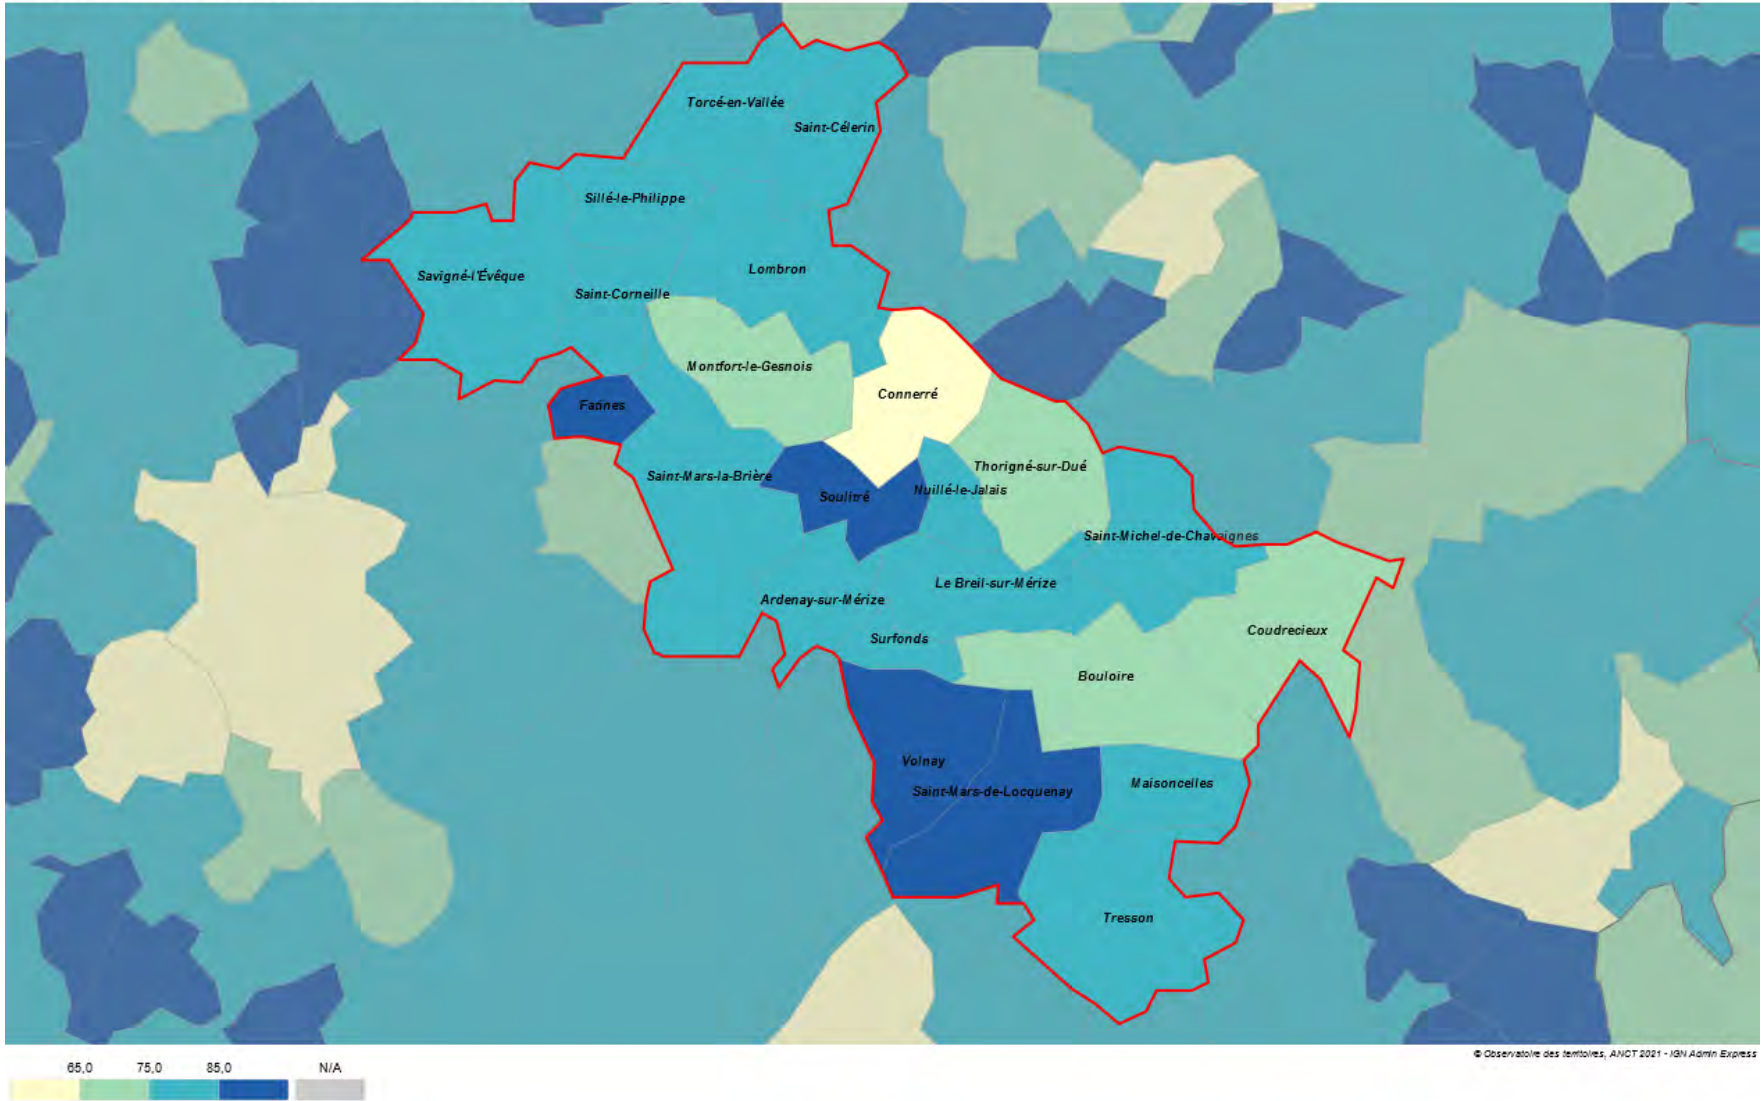 Torcé-en-Vallée
Saint-Célerin
Sillé-le-Philippe
Savigné-l'Évêque
Lombron
Saint-Corneille
Montfort-le-Gesnois
Connerré
Fatines
Thorigné-sur-Dué
Saint-Mars-la-Brière
Nuillé-le-Jalais
Soulitré
Saint-Michel-de-Chavaignes
Le Breil-sur-Mérize
Ardenay-sur-Mérize
Coudrecieux
Surfonds
Bouloire
Volnay
Maisoncelles
Saint-Mars-de-Locquenay
Tresson
© Observatoire des territoires, ANCT 2021 - IGN Admin Express
65,0 75,0 85,0 N/A